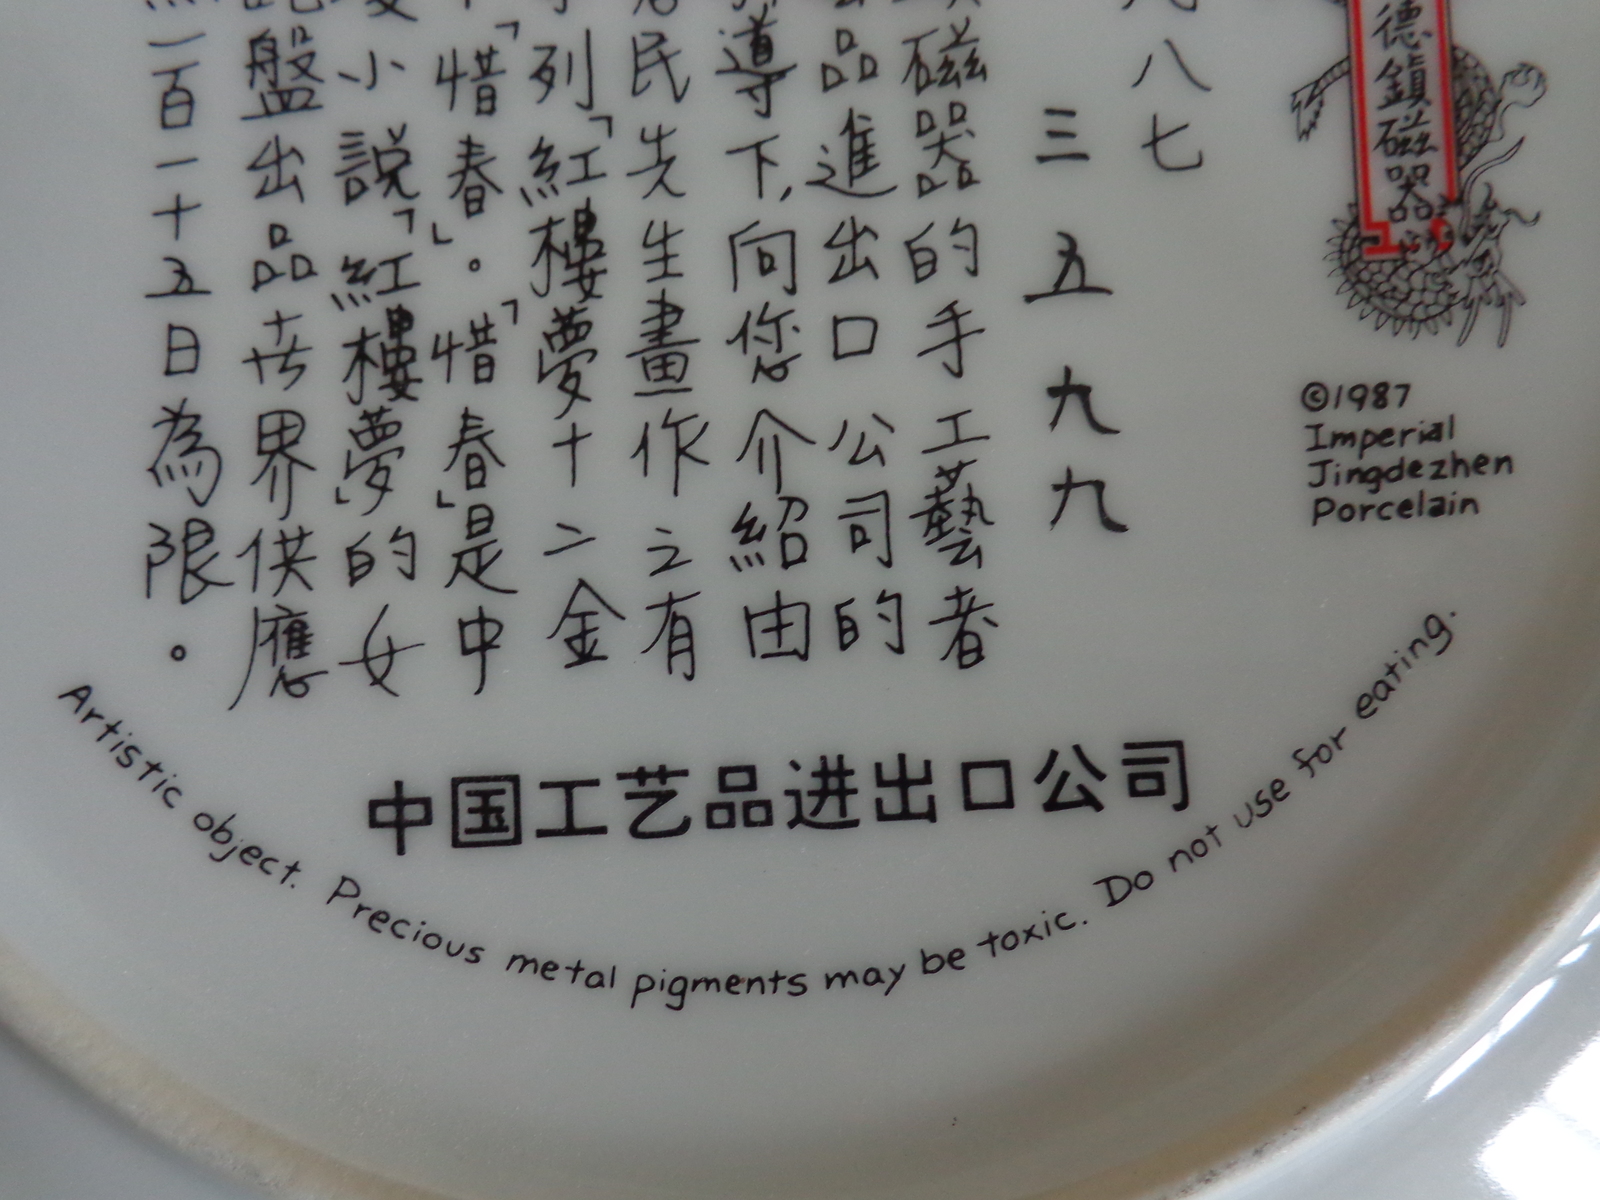 德鎮磁器
©1987
Imperial
Jingdezhen
Porcelain
八七
三五九九
磁器的手工藝者
品進出口公司的
導下,向您介紹由
民先生畫作之有
列「紅樓夢十二金
「惜春」。「惜春」是中
小說「紅樓夢」的女
盤出品世界供應
一百一十五日為限。
中国工艺品进出口公司
Artistic object. Precious metal pigments may be toxic. Do not use for eating.